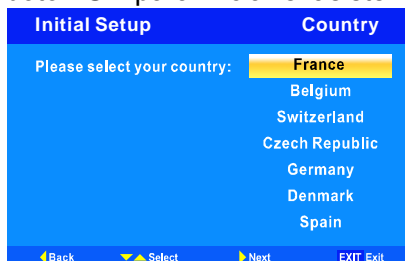 Initial Setup Country
Please select your country: France
Belgium
Switzerland
Czech Republic
Germany
Denmark
Spain
Back Select Next EXIT Exit